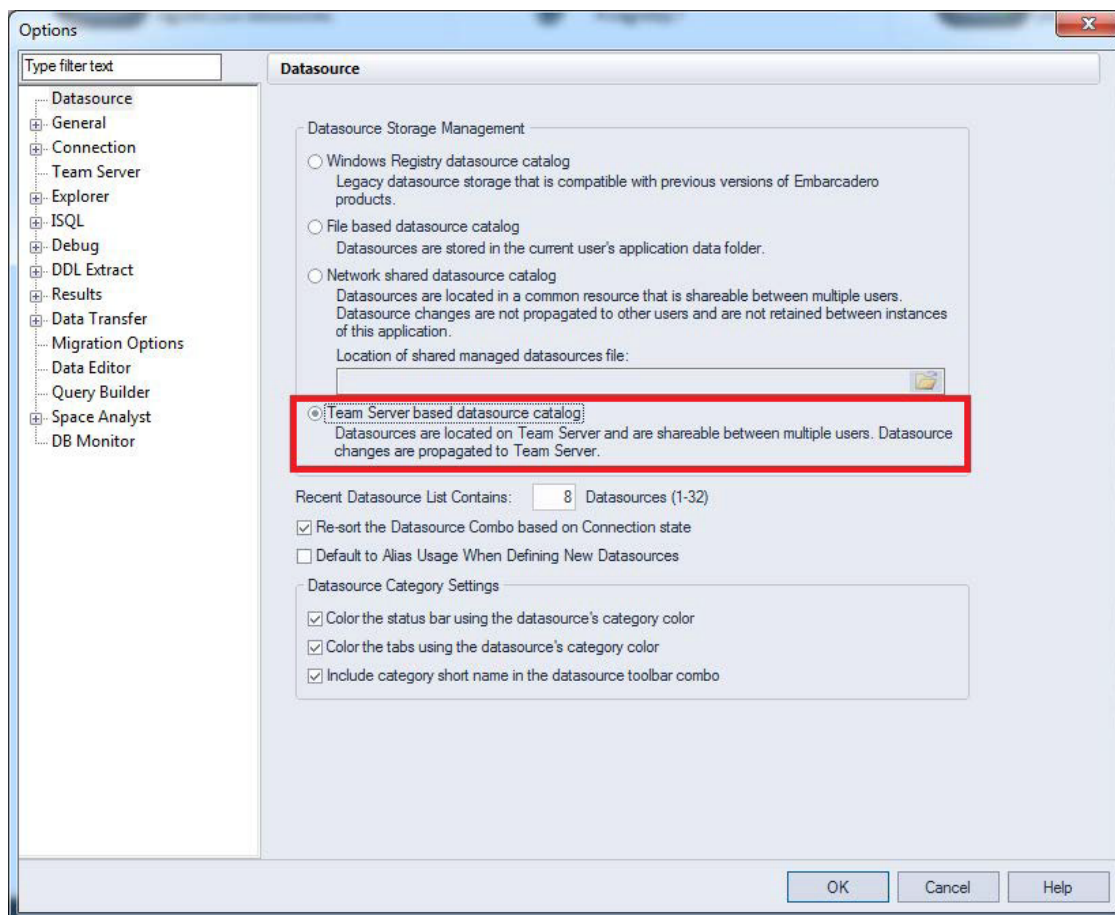 Options
Type filter text
Datasource
General
Connection
Team Server
Explorer
ISQL
Debug
DDL Extract
Results
Data Transfer
Migration Options
Data Editor
Query Builder
Space Analyst
DB Monitor
Datasource
Datasource Storage Management
Windows Registry datasource catalog
Legacy datasource storage that is compatible with previous versions of Embarcadero
products.
File based datasource catalog
Datasources are stored in the current user's application data folder.
Network shared datasource catalog
Datasources are located in a common resource that is shareable between multiple users.
Datasource changes are not propagated to other users and are not retained between instances
of this application.
Location of shared managed datasources file:
Team Server based datasource catalog
Datasources are located on Team Server and are shareable between multiple users. Datasource
changes are propagated to Team Server.
Recent Datasource List Contains: 8 Datasources (1-32)
Re-sort the Datasource Combo based on Connection state
Default to Alias Usage When Defining New Datasources
Datasource Category Settings
Color the status bar using the datasource's category color
Color the tabs using the datasource's category color
Include category short name in the datasource toolbar combo
OK Cancel Help